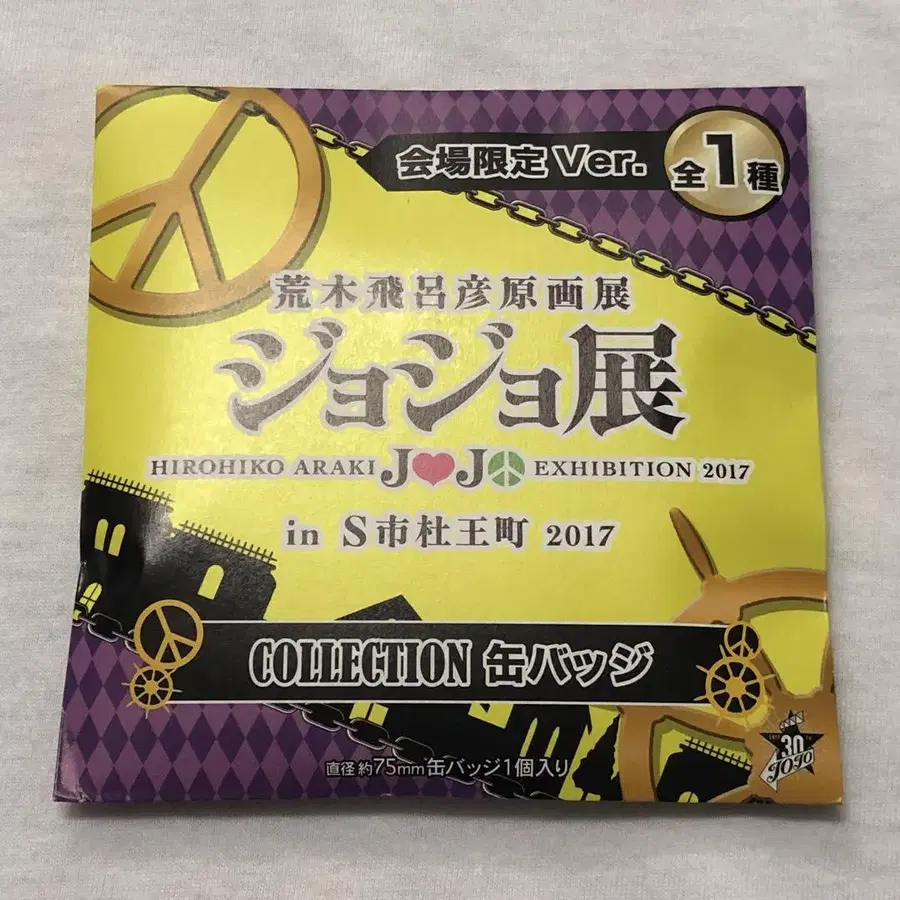 会場限定 Ver.
全1種
荒木飛呂彦原画展
ジョジョ展
HIROHIKO ARAKI JOJO EXHIBITION 2017
in S市杜王町 2017
COLLECTION 缶バッジ
直径約75mm缶バッジ1個入り
30
JOJO